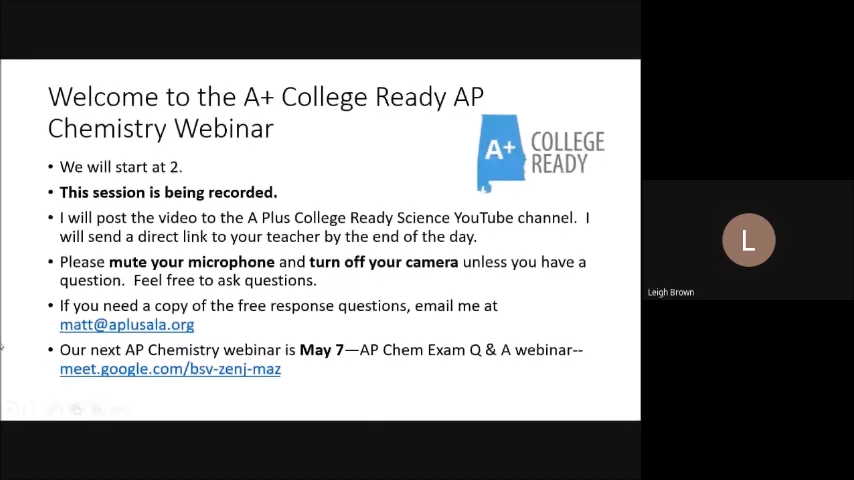 Welcome to the A+ College Ready AP
Chemistry Webinar
A+ COLLEGE
READY
• We will start at 2.
• This session is being recorded.
• I will post the video to the A Plus College Ready Science YouTube channel.  I
will send a direct link to your teacher by the end of the day.
• Please mute your microphone and turn off your camera unless you have a
question.  Feel free to ask questions.
• If you need a copy of the free response questions, email me at
matt@aplusala.org
• Our next AP Chemistry webinar is May 7—AP Chem Exam Q & A webinar--
meet.google.com/bsv-zenj-maz
L
Leigh Brown